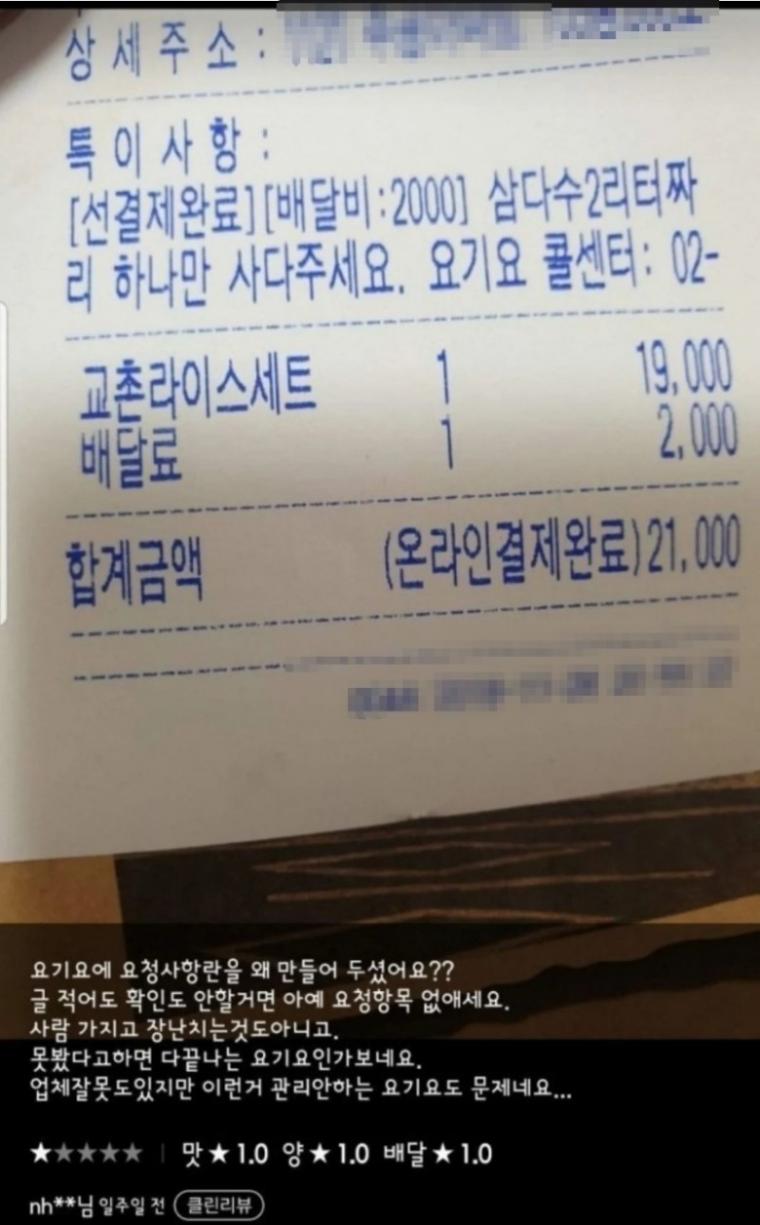 상 세 주 소 :
특 이 사 항 :
[선결제완료][배달비:2000] 삼다수2리터짜
리 하나만 사다주세요. 요기요 콜센터: 02-
교촌라이스세트 1 19,000
배달료 1 2,000
합계금액 (온라인결제완료)21,000
요기요에 요청사항란을 왜 만들어 두셨어요??
글 적어도 확인도 안할거면 아예 요청항목 없애세요.
사람 가지고 장난치는것도아니고.
못봤다고하면 다끝나는 요기요인가보네요.
업체잘못도있지만 이런거 관리안하는 요기요도 문제네요...
★★★★★ | 맛 ★ 1.0 양 ★ 1.0 배달 ★ 1.0
nh**님 일주일 전 클린리뷰